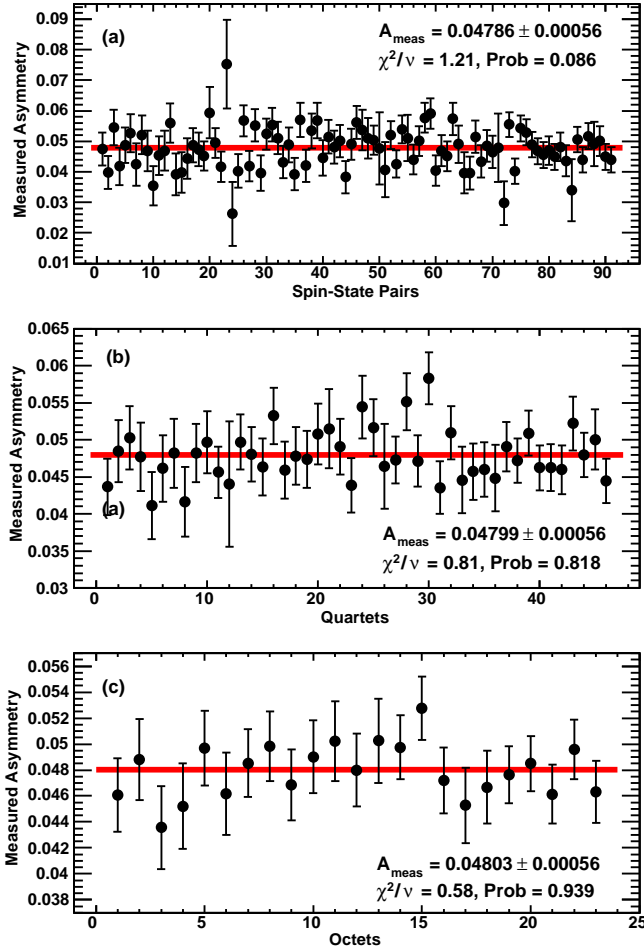 0.09
(a)
A_meas = 0.04786 ± 0.00056
0.08
χ²/ν = 1.21, Prob = 0.086
0.07
0.06
0.05
0.04
0.03
0.02
0.01
Measured Asymmetry
0 10 20 30 40 50 60 70 80 90
Spin-State Pairs
0.065
(b)
0.06
0.055
0.05
0.045
0.04
(a)
A_meas = 0.04799 ± 0.00056
0.035
χ²/ν = 0.81, Prob = 0.818
0.03
Measured Asymmetry
0 10 20 30 40
Quartets
0.056
(c)
0.054
0.052
0.05
0.048
0.046
0.044
0.042
0.04
A_meas = 0.04803 ± 0.00056
χ²/ν = 0.58, Prob = 0.939
0.038
Measured Asymmetry
0 5 10 15 20 25
Octets